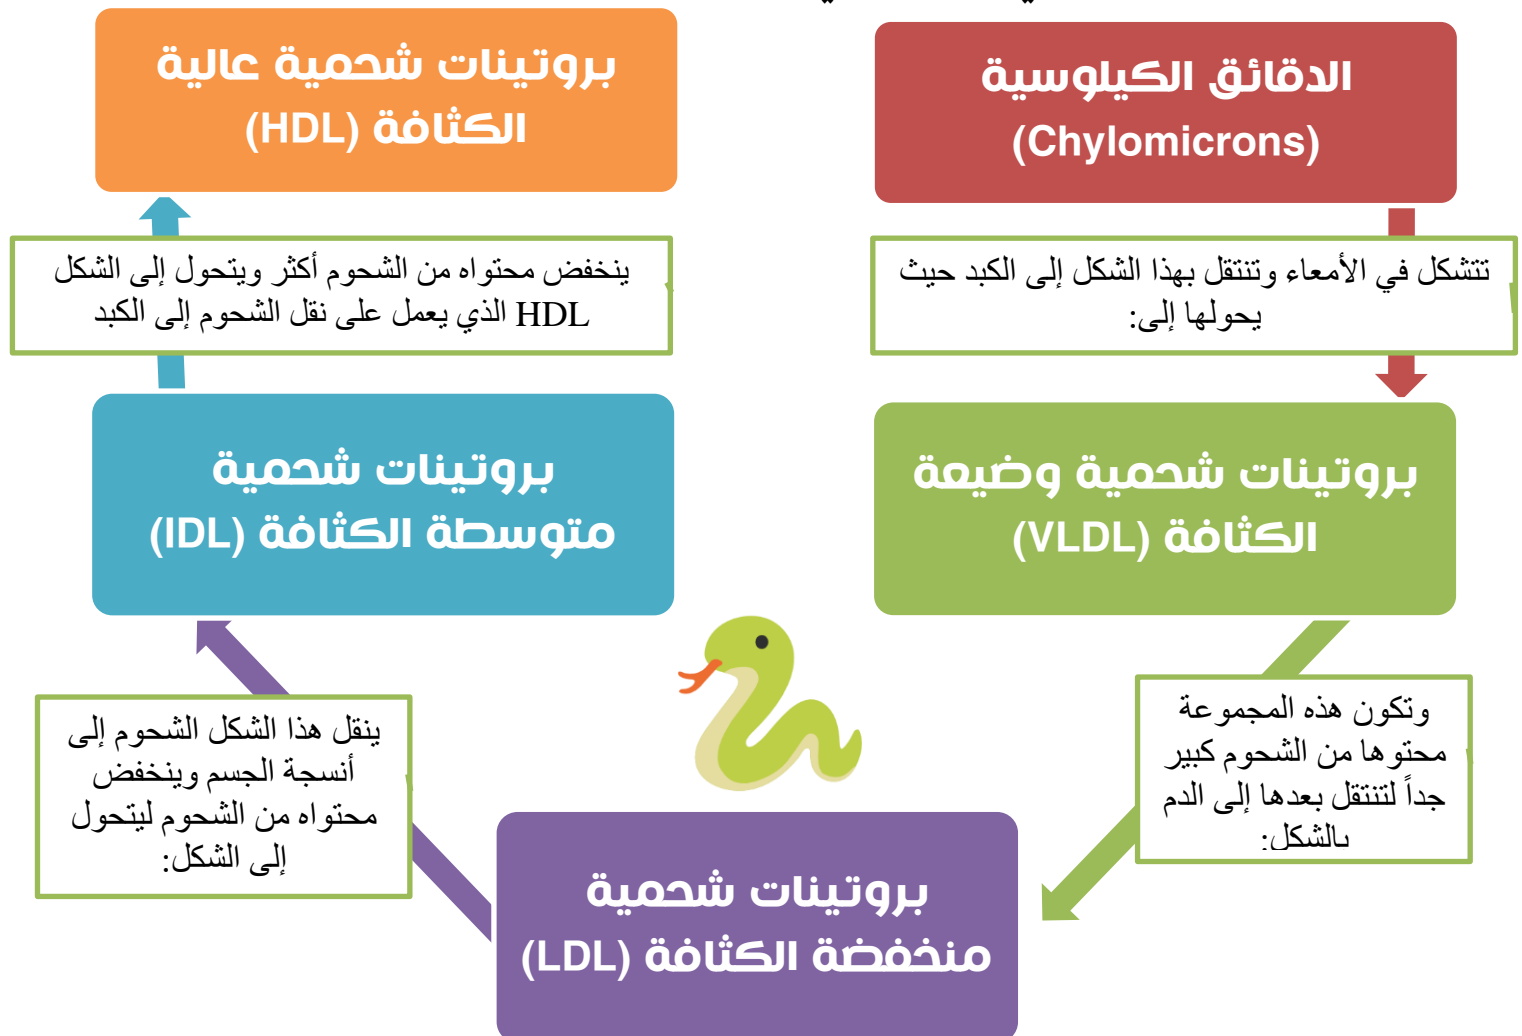 الدقائق الكيلوسية
(Chylomicrons)
تتشكل في الأمعاء وتنتقل بهذا الشكل إلى الكبد حيث
يحولها إلى:
بروتينات شحمية وضيعة
الكثافة (VLDL)
وتكون هذه المجموعة
محتوها من الشحوم كبير
جداً لتنتقل بعدها إلى الدم
بالشكل:
بروتينات شحمية
منخفضة الكثافة (LDL)
ينقل هذا الشكل الشحوم إلى
أنسجة الجسم وينخفض
محتواه من الشحوم ليتحول
إلى الشكل:
بروتينات شحمية
متوسطة الكثافة (IDL)
ينخفض محتواه من الشحوم أكثر ويتحول إلى الشكل
HDL الذي يعمل على نقل الشحوم إلى الكبد
بروتينات شحمية عالية
الكثافة (HDL)